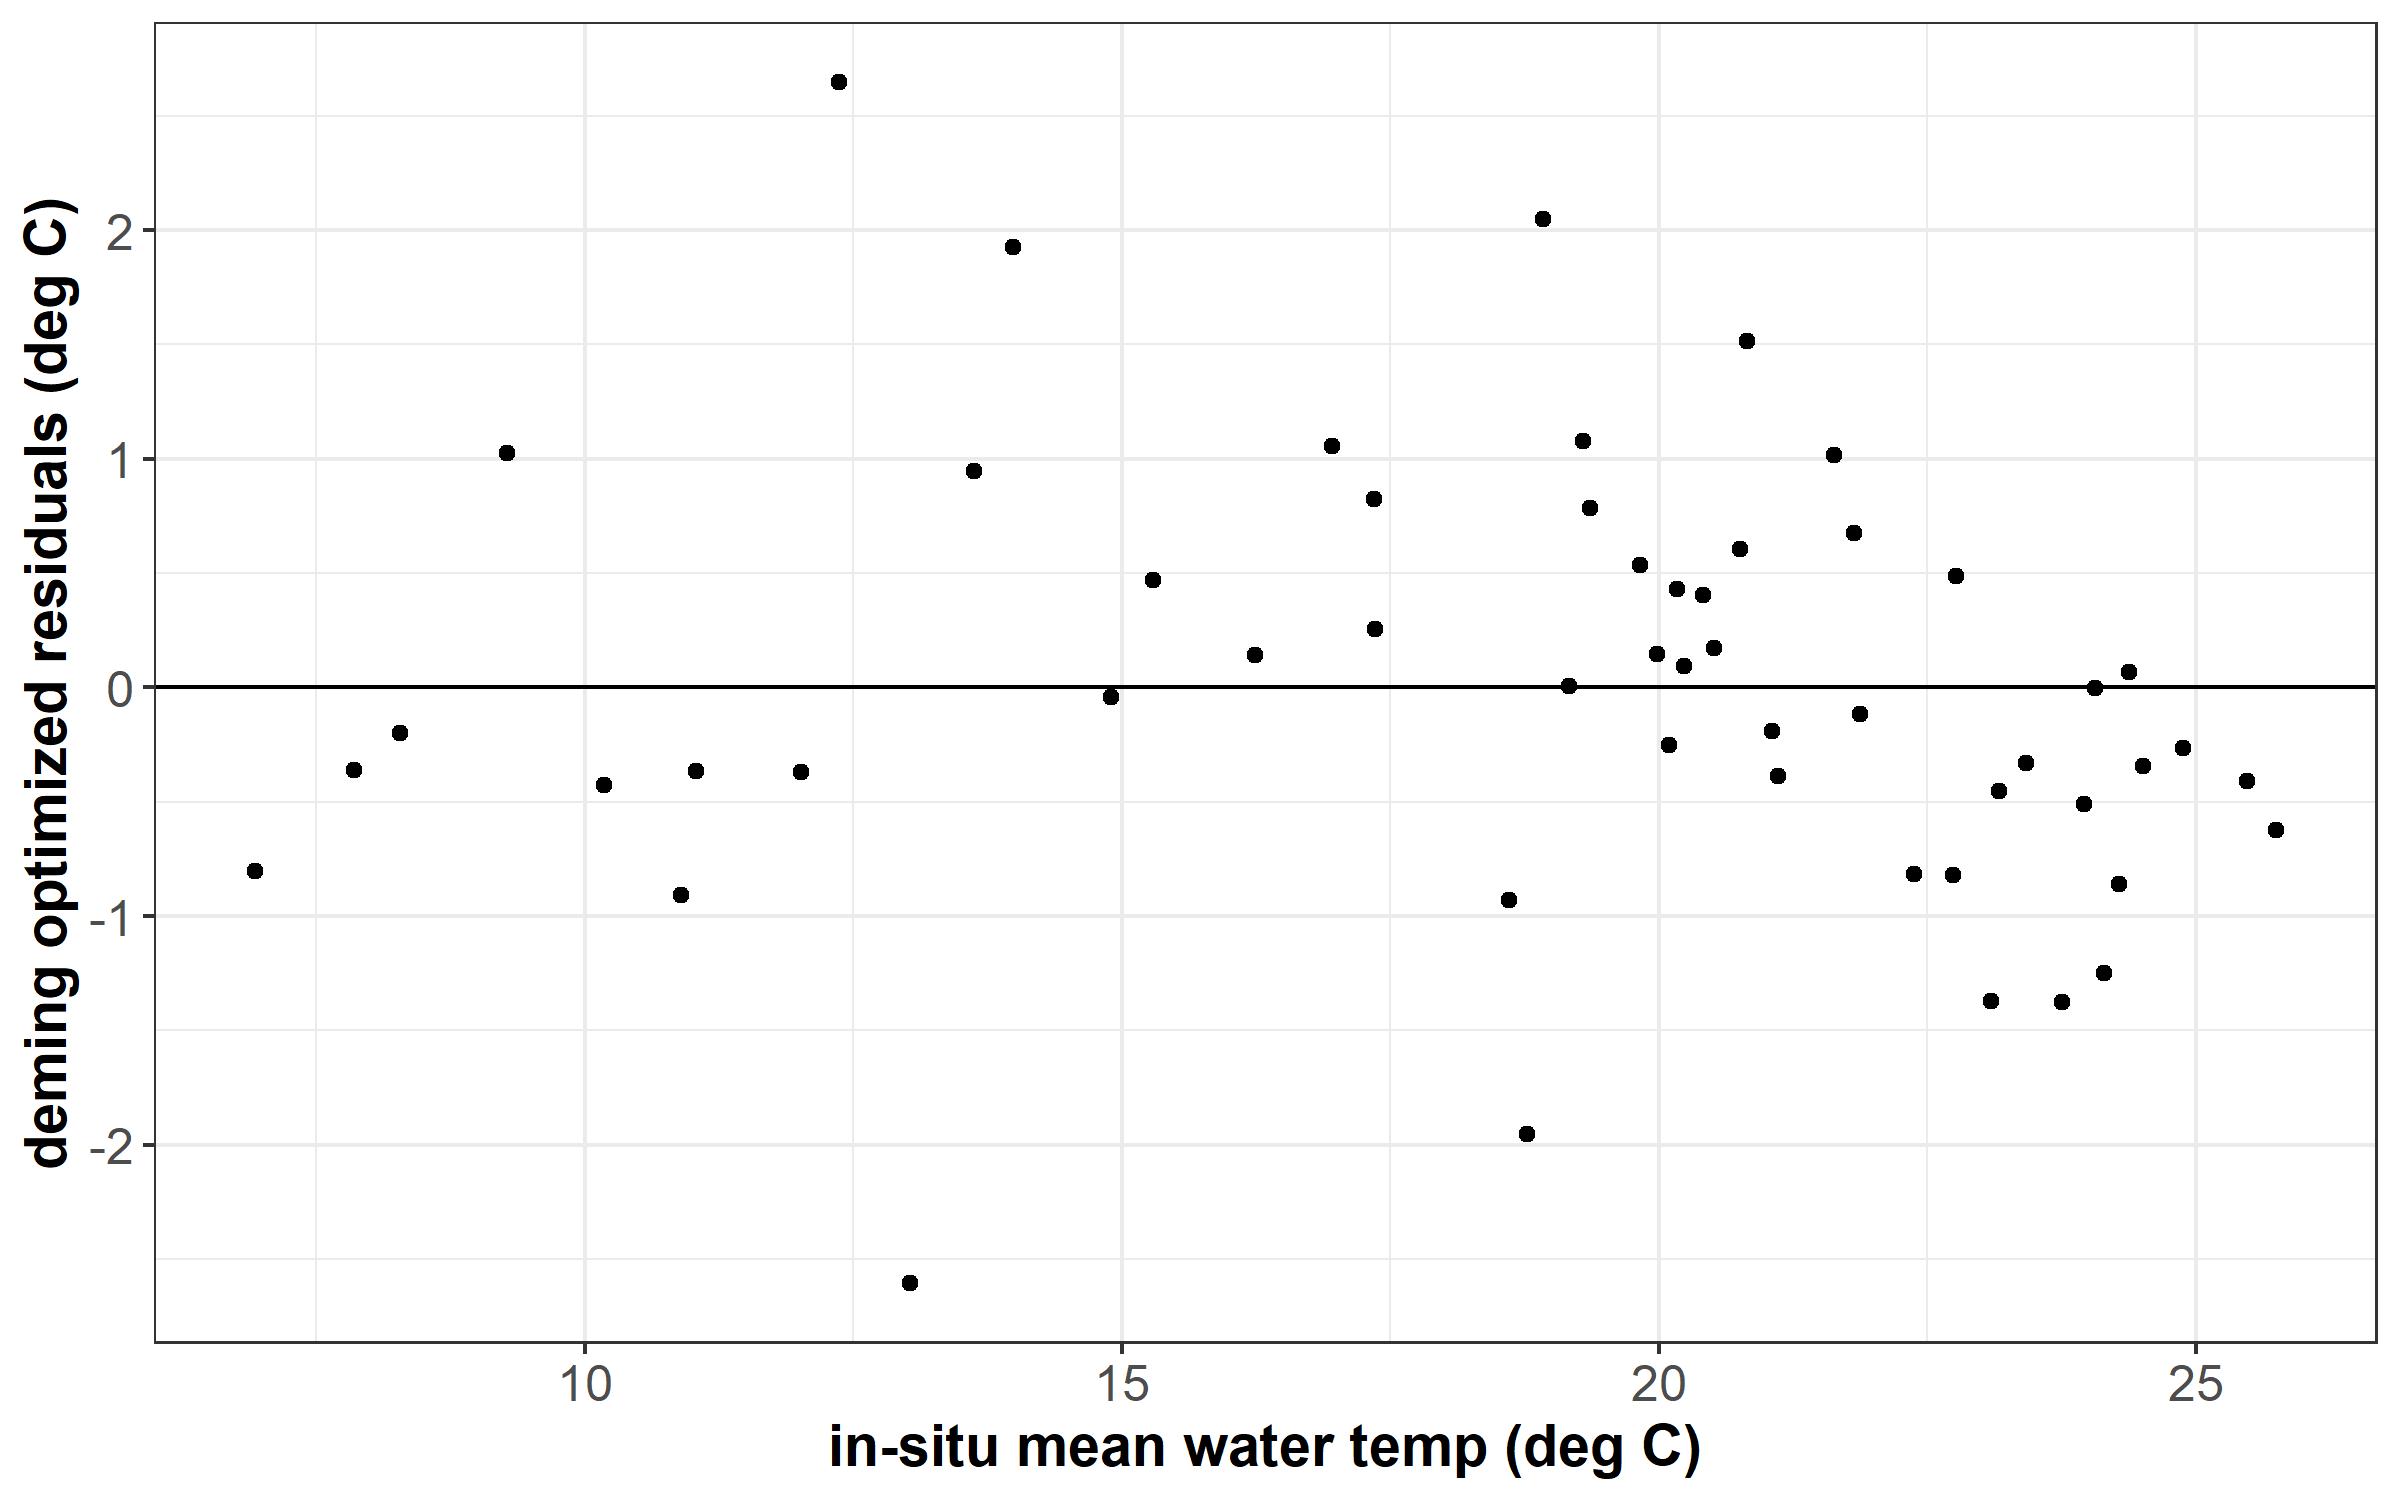 deming optimized residuals (deg C)
2
1
0
-1
-2
10 15 20 25
in-situ mean water temp (deg C)